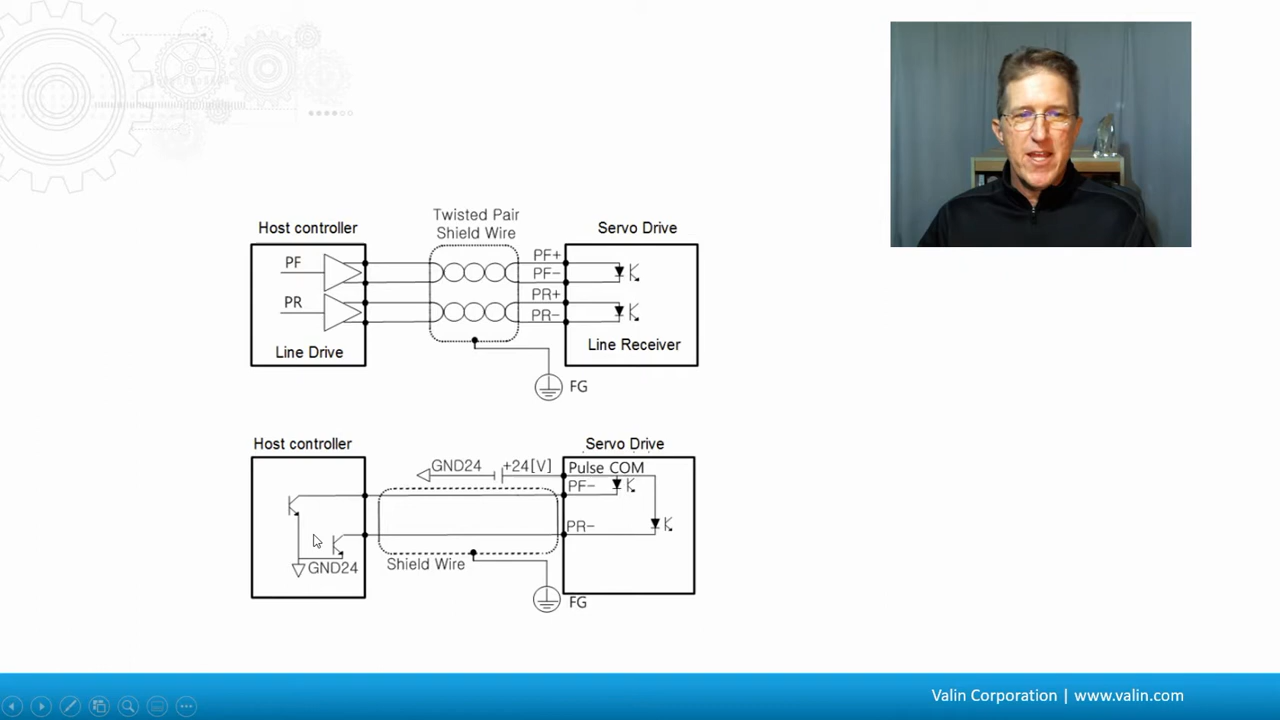 Host controller
Twisted Pair
Shield Wire
Servo Drive
PF
PR
PF+
PF-
PR+
PR-
Line Drive
Line Receiver
FG
Host controller
Servo Drive
GND24
+24[V]
Pulse COM
PF-
PR-
GND24
Shield Wire
FG
Valin Corporation | www.valin.com